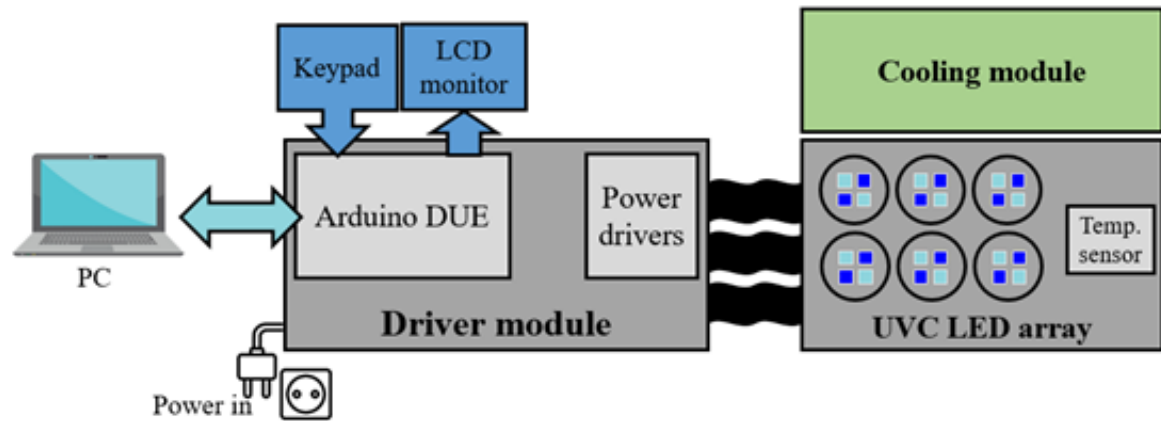 Keypad
LCD
monitor
Cooling module
Arduino DUE
Power
drivers
Temp.
sensor
PC
Driver module
UVC LED array
Power in